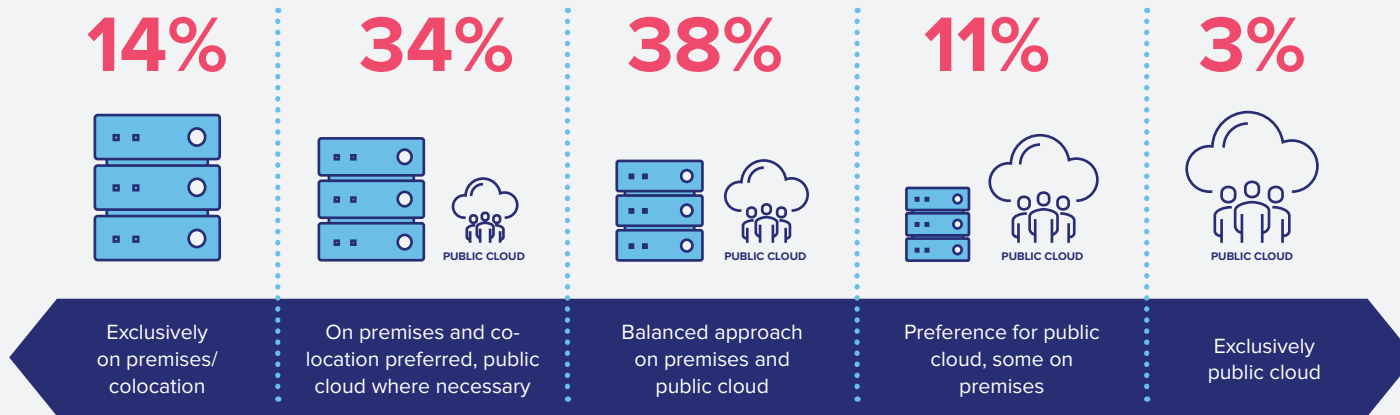 14%
34%
38%
11%
3%
PUBLIC CLOUD
PUBLIC CLOUD
PUBLIC CLOUD
PUBLIC CLOUD
Exclusively
on premises/
colocation
On premises and co-
location preferred, public
cloud where necessary
Balanced approach
on premises and
public cloud
Preference for public
cloud, some on
premises
Exclusively
public cloud